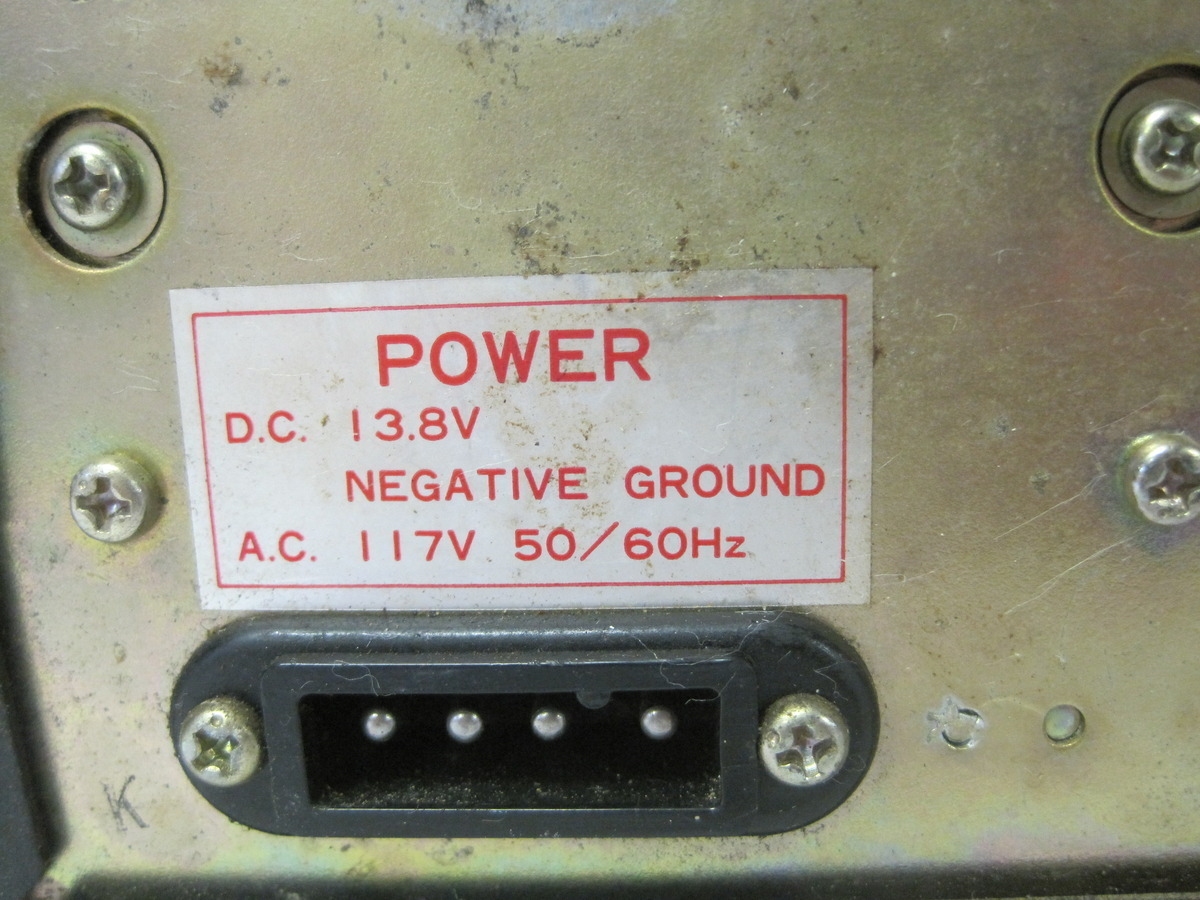 POWER
D.C. 13.8V
NEGATIVE GROUND
A.C. 117V 50/60Hz
K